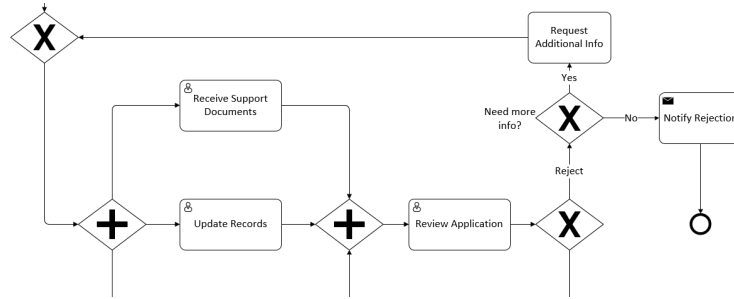 Request
Additional Info
Yes
Receive Support
Documents
Need more
info?
No
Notify Rejection
Reject
Update Records
Review Application